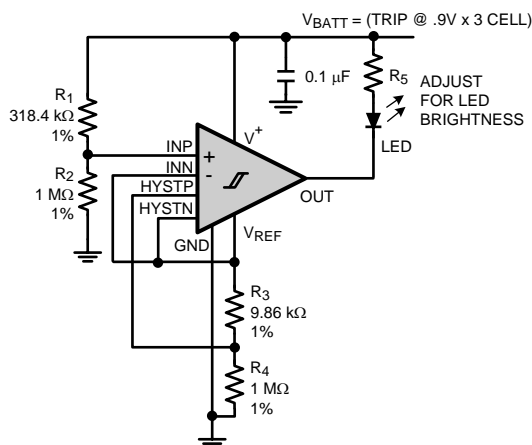 VBATT = (TRIP @ .9V x 3 CELL)
R5
ADJUST
FOR LED
BRIGHTNESS
0.1 μF
R1
318.4 kΩ
1%
V+
LED
INP
+
INN
-
HYSTP
HYSTN
OUT
R2
1 MΩ
1%
GND
VREF
R3
9.86 kΩ
1%
R4
1 MΩ
1%